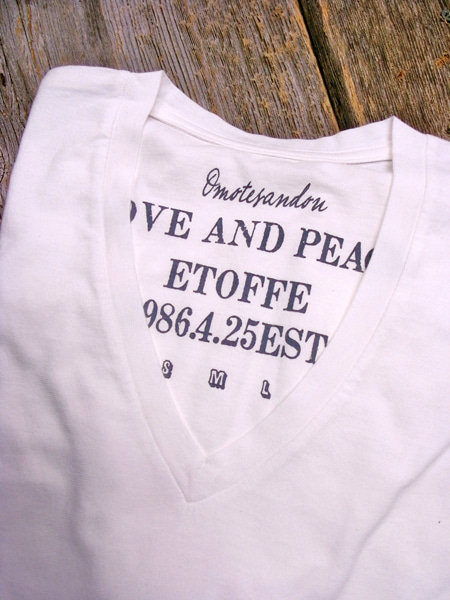 Omotesandou
OVE AND PEAC
ETOFFE
986.4.25EST
S M L